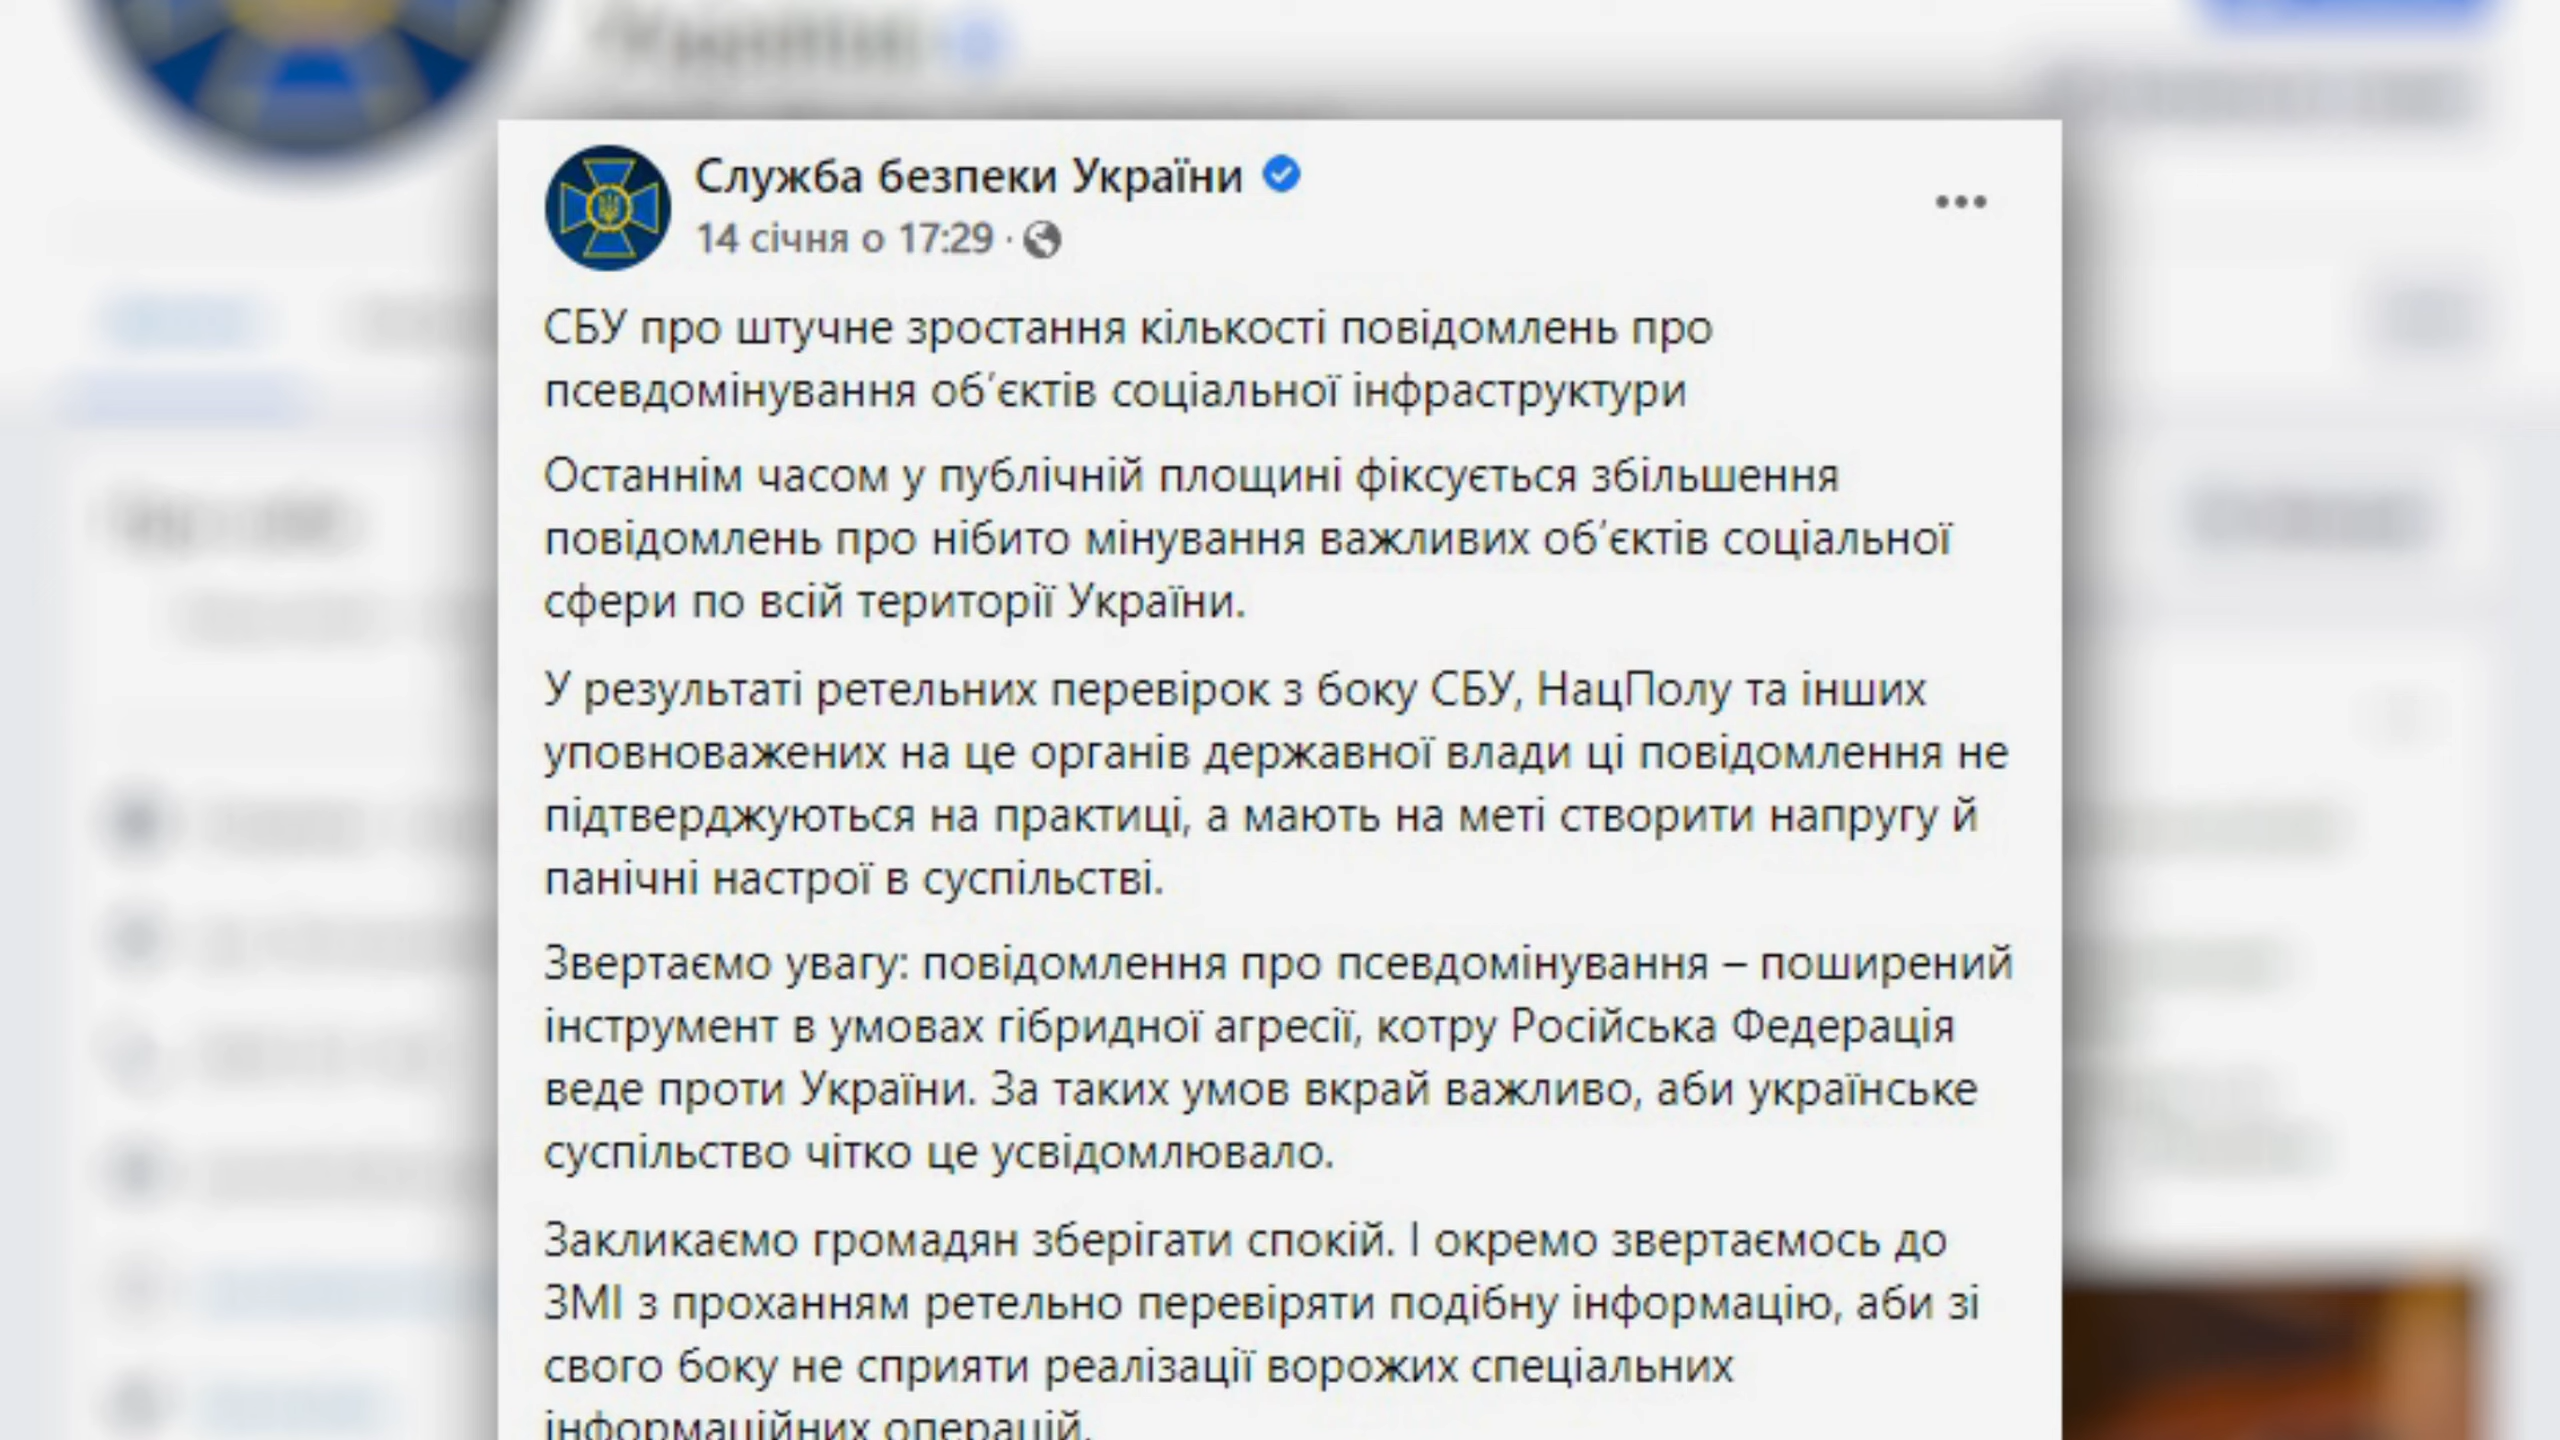 Служба безпеки України
14 січня о 17:29 ·
СБУ про штучне зростання кількості повідомлень про
псевдомінування об’єктів соціальної інфраструктури
Останнім часом у публічній площині фіксується збільшення
повідомлень про нібито мінування важливих об’єктів соціальної
сфери по всій території України.
У результаті ретельних перевірок з боку СБУ, НацПолу та інших
уповноважених на це органів державної влади ці повідомлення не
підтверджуються на практиці, а мають на меті створити напругу й
панічні настрої в суспільстві.
Звертаємо увагу: повідомлення про псевдомінування – поширений
інструмент в умовах гібридної агресії, котру Російська Федерація
веде проти України. За таких умов вкрай важливо, аби українське
суспільство чітко це усвідомлювало.
Закликаємо громадян зберігати спокій. І окремо звертаємось до
ЗМІ з проханням ретельно перевіряти подібну інформацію, аби зі
свого боку не сприяти реалізації ворожих спеціальних
інформаційних операцій.